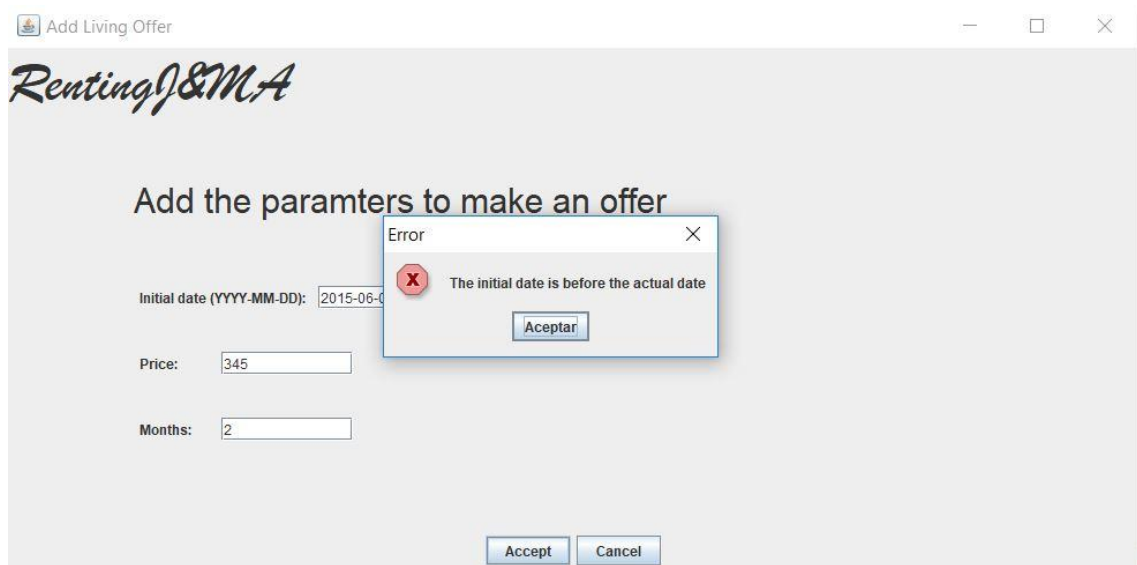 Add Living Offer
RentingJ&MA
Add the paramters to make an offer
Error
The initial date is before the actual date
Aceptar
Initial date (YYYY-MM-DD):
Price: 345
Months: 2
Accept Cancel